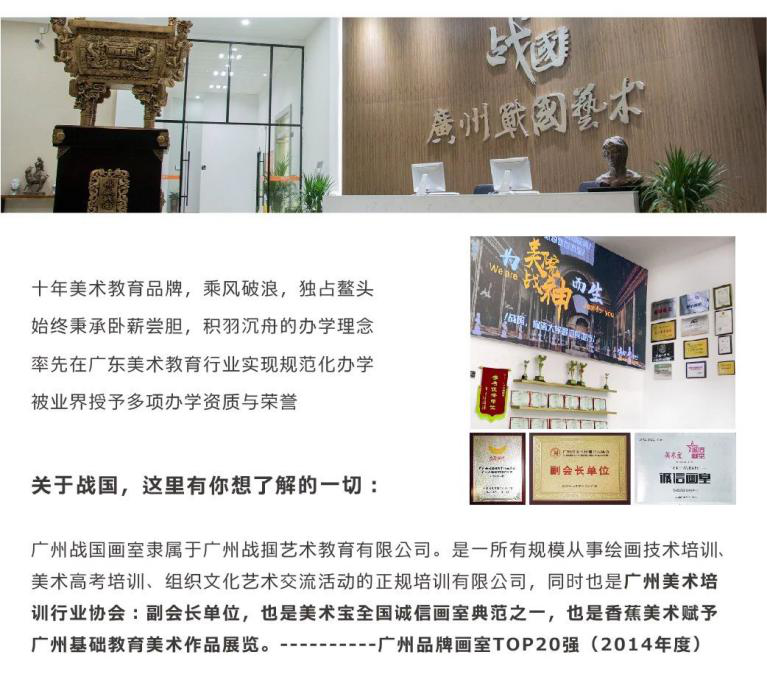 战國
廣州戰國藝术
十年美术教育品牌，乘风破浪，独占鳌头
始终秉承卧薪尝胆，积羽沉舟的办学理念
率先在广东美术教育行业实现规范化办学
被业界授予多项办学资质与荣誉
为美院而生
We are
战神
副会长单位
美术宝
诚信画室
关于战国，这里有你想了解的一切：
广州战国画室隶属于广州战掴艺术教育有限公司。是一所有规模从事绘画技术培训、
美术高考培训、组织文化艺术交流活动的正规培训有限公司，同时也是广州美术培
训行业协会：副会长单位，也是美术宝全国诚信画室典范之一，也是香蕉美术赋予
广州基础教育美术作品展览。----------广州品牌画室TOP20强（2014年度）